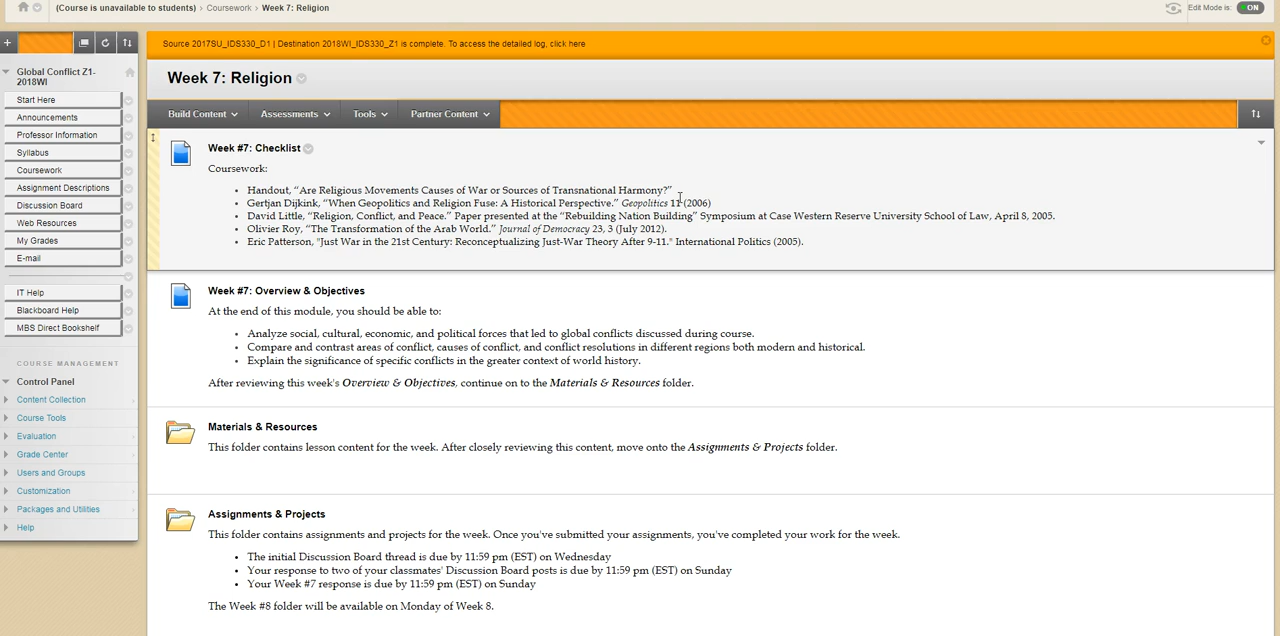 (Course is unavailable to students) › Coursework › Week 7: Religion
Edit Mode is: ON
Source 2017SU_IDS330_D1 | Destination 2018WI_IDS330_Z1 is complete. To access the detailed log, click here
Global Conflict Z1-
2018WI
Start Here
Announcements
Professor Information
Syllabus
Coursework
Assignment Descriptions
Discussion Board
Web Resources
My Grades
E-mail
IT Help
Blackboard Help
MBS Direct Bookshelf
COURSE MANAGEMENT
Control Panel
Content Collection
Course Tools
Evaluation
Grade Center
Users and Groups
Customization
Packages and Utilities
Help
Week 7: Religion
Build Content Assessments Tools Partner Content
Week #7: Checklist
Coursework:
• Handout, “Are Religious Movements Causes of War or Sources of Transnational Harmony?”
• Gertjan Dijkink, “When Geopolitics and Religion Fuse: A Historical Perspective.” Geopolitics 11 (2006)
• David Little, “Religion, Conflict, and Peace.” Paper presented at the “Rebuilding Nation Building” Symposium at Case Western Reserve University School of Law, April 8, 2005.
• Olivier Roy, “The Transformation of the Arab World.” Journal of Democracy 23, 3 (July 2012).
• Eric Patterson, "Just War in the 21st Century: Reconceptualizing Just-War Theory After 9-11." International Politics (2005).
Week #7: Overview & Objectives
At the end of this module, you should be able to:
• Analyze social, cultural, economic, and political forces that led to global conflicts discussed during course.
• Compare and contrast areas of conflict, causes of conflict, and conflict resolutions in different regions both modern and historical.
• Explain the significance of specific conflicts in the greater context of world history.
After reviewing this week's Overview & Objectives, continue on to the Materials & Resources folder.
Materials & Resources
This folder contains lesson content for the week. After closely reviewing this content, move onto the Assignments & Projects folder.
Assignments & Projects
This folder contains assignments and projects for the week. Once you've submitted your assignments, you've completed your work for the week.
• The initial Discussion Board thread is due by 11:59 pm (EST) on Wednesday
• Your response to two of your classmates' Discussion Board posts is due by 11:59 pm (EST) on Sunday
• Your Week #7 response is due by 11:59 pm (EST) on Sunday
The Week #8 folder will be available on Monday of Week 8.